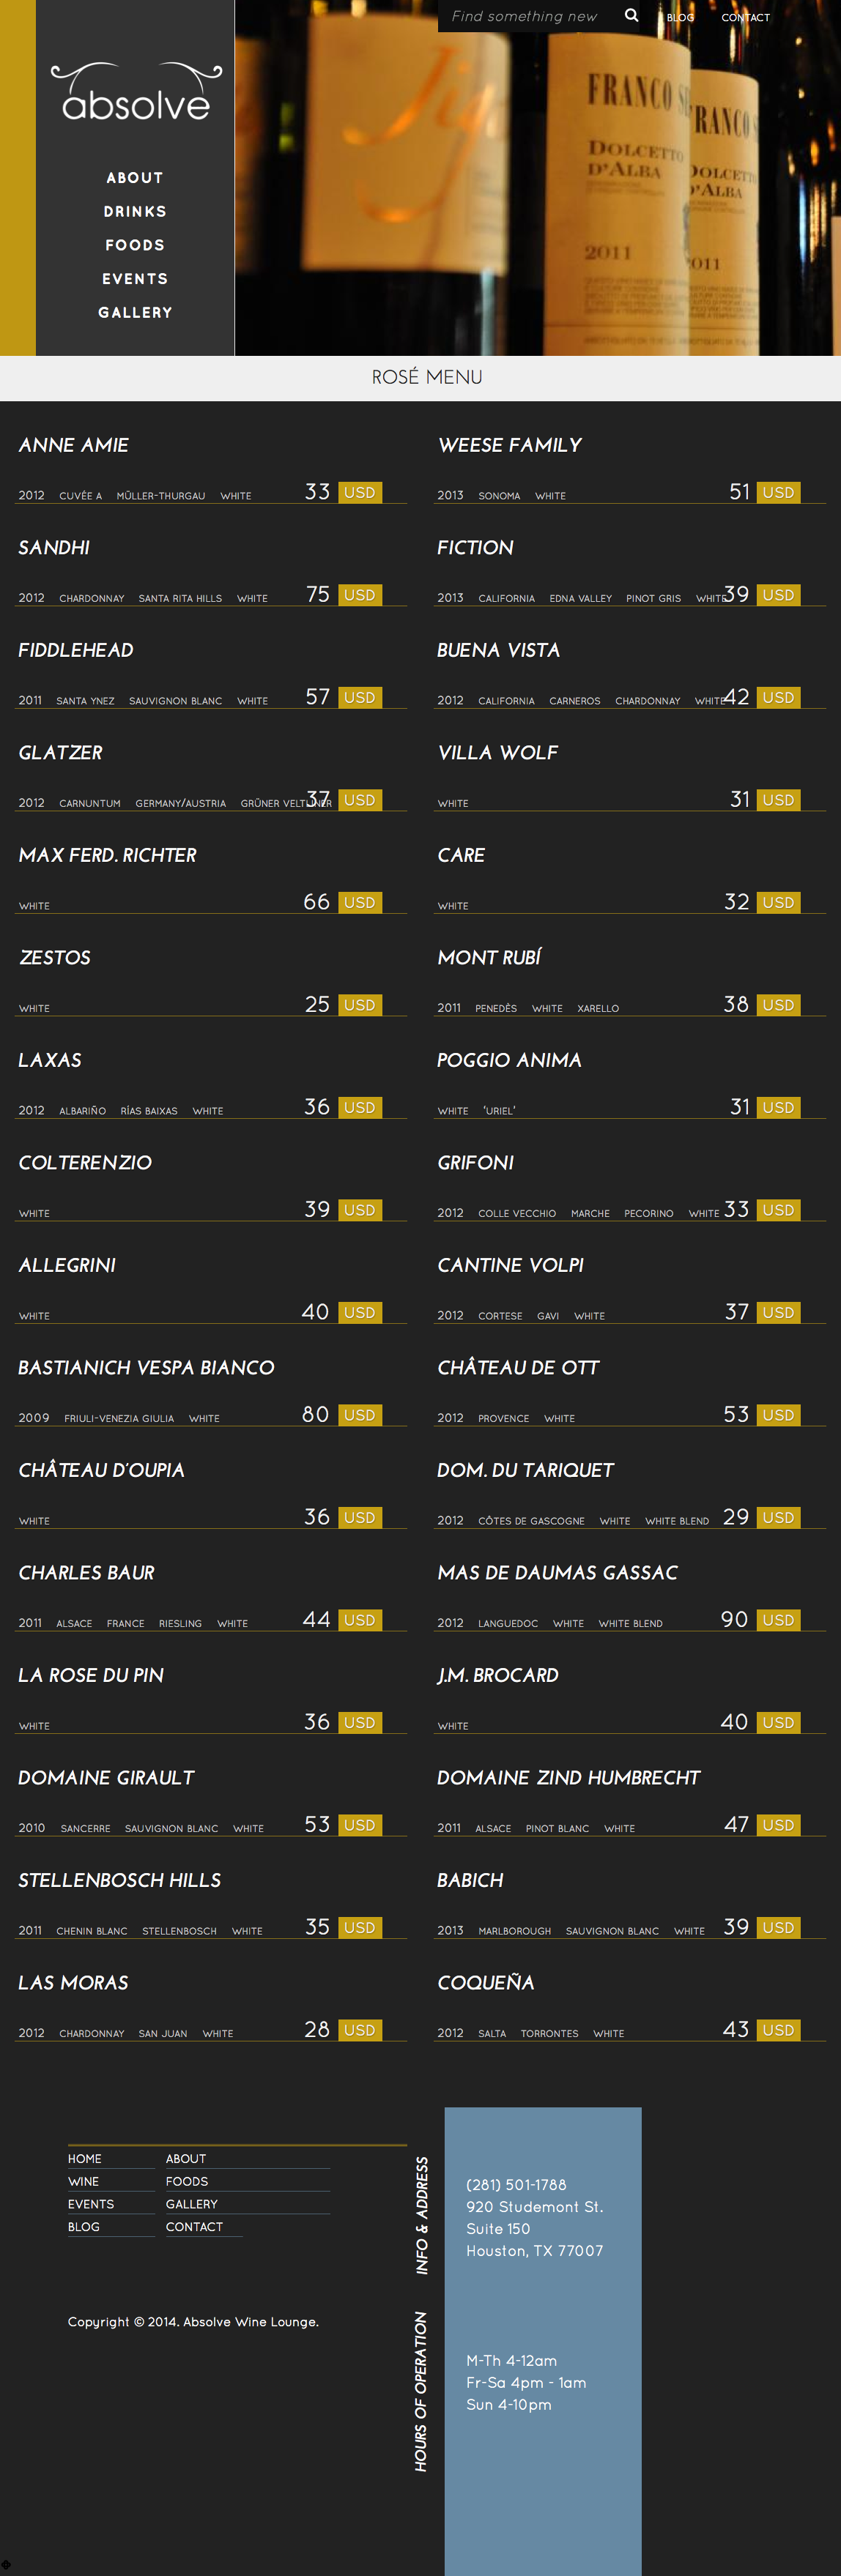 Find something new
BLOG
CONTACT
absolve
ABOUT
DRINKS
FOODS
EVENTS
GALLERY
FRANCO
DOLCETTO
D'ALBA
2011
FRANCO
DOLCETTO
D'ALBA
2011
ROSÉ MENU
ANNE AMIE
2012 CUVÉE A MÜLLER-THURGAU WHITE 33 USD
WEESE FAMILY
2013 SONOMA WHITE 51 USD
SANDHI
2012 CHARDONNAY SANTA RITA HILLS WHITE 75 USD
FICTION
2013 CALIFORNIA EDNA VALLEY PINOT GRIS WHITE 39 USD
FIDDLEHEAD
2011 SANTA YNEZ SAUVIGNON BLANC WHITE 57 USD
BUENA VISTA
2012 CALIFORNIA CARNEROS CHARDONNAY WHITE 42 USD
GLATZER
2012 CARNUNTUM GERMANY/AUSTRIA GRÜNER VELTLINER 37 USD
VILLA WOLF
WHITE 31 USD
MAX FERD. RICHTER
WHITE 66 USD
CARE
WHITE 32 USD
ZESTOS
WHITE 25 USD
MONT RUBÍ
2011 PENEDÈS WHITE XARELLO 38 USD
LAXAS
2012 ALBARIÑO RÍAS BAIXAS WHITE 36 USD
POGGIO ANIMA
WHITE 'URIEL' 31 USD
COLTERENZIO
WHITE 39 USD
GRIFONI
2012 COLLE VECCHIO MARCHE PECORINO WHITE 33 USD
ALLEGRINI
WHITE 40 USD
CANTINE VOLPI
2012 CORTESE GAVI WHITE 37 USD
BASTIANICH VESPA BIANCO
2009 FRIULI-VENEZIA GIULIA WHITE 80 USD
CHÂTEAU DE OTT
2012 PROVENCE WHITE 53 USD
CHÂTEAU D'OUPIA
WHITE 36 USD
DOM. DU TARIQUET
2012 CÔTES DE GASCOGNE WHITE WHITE BLEND 29 USD
CHARLES BAUR
2011 ALSACE FRANCE RIESLING WHITE 44 USD
MAS DE DAUMAS GASSAC
2012 LANGUEDOC WHITE WHITE BLEND 90 USD
LA ROSE DU PIN
WHITE 36 USD
J.M. BROCARD
WHITE 40 USD
DOMAINE GIRAULT
2010 SANCERRE SAUVIGNON BLANC WHITE 53 USD
DOMAINE ZIND HUMBRECHT
2011 ALSACE PINOT BLANC WHITE 47 USD
STELLENBOSCH HILLS
2011 CHENIN BLANC STELLENBOSCH WHITE 35 USD
BABICH
2013 MARLBOROUGH SAUVIGNON BLANC WHITE 39 USD
LAS MORAS
2012 CHARDONNAY SAN JUAN WHITE 28 USD
COQUEÑA
2012 SALTA TORRONTES WHITE 43 USD
HOME ABOUT
WINE FOODS
EVENTS GALLERY
BLOG CONTACT
Copyright © 2014. Absolve Wine Lounge.
INFO & ADDRESS
(281) 501-1788
920 Studemont St.
Suite 150
Houston, TX 77007
HOURS OF OPERATION
M-Th 4-12am
Fr-Sa 4pm - 1am
Sun 4-10pm